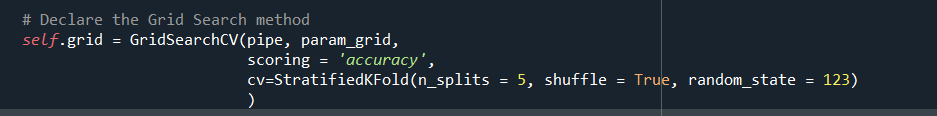 # Declare the Grid Search method
self.grid = GridSearchCV(pipe, param_grid,
scoring = 'accuracy',
cv=StratifiedKFold(n_splits = 5, shuffle = True, random_state = 123)
)